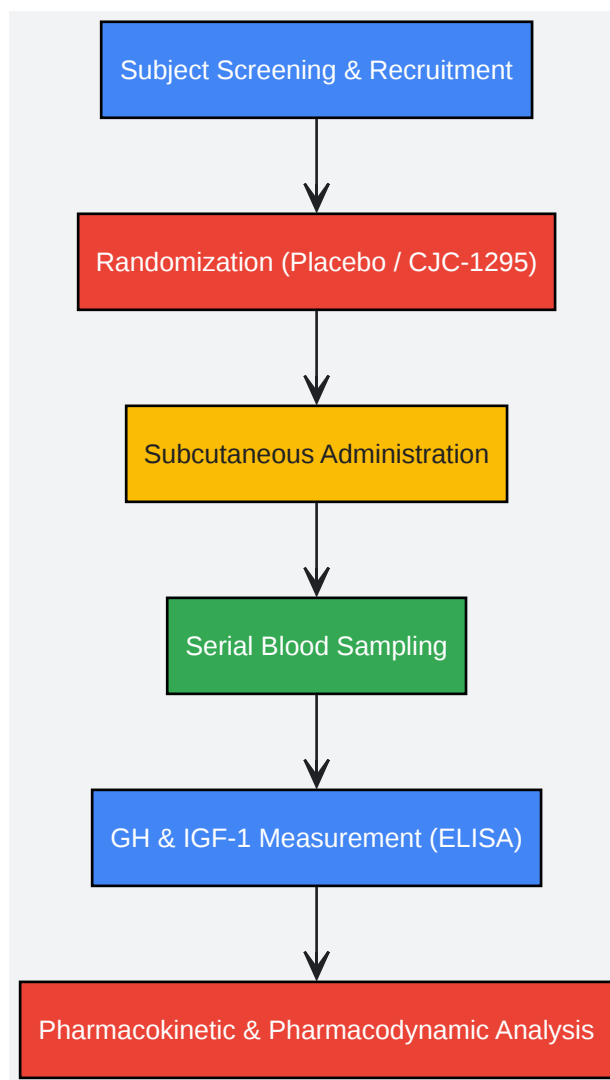 Subject Screening & Recruitment
Randomization (Placebo / CJC-1295)
Subcutaneous Administration
Serial Blood Sampling
GH & IGF-1 Measurement (ELISA)
Pharmacokinetic & Pharmacodynamic Analysis